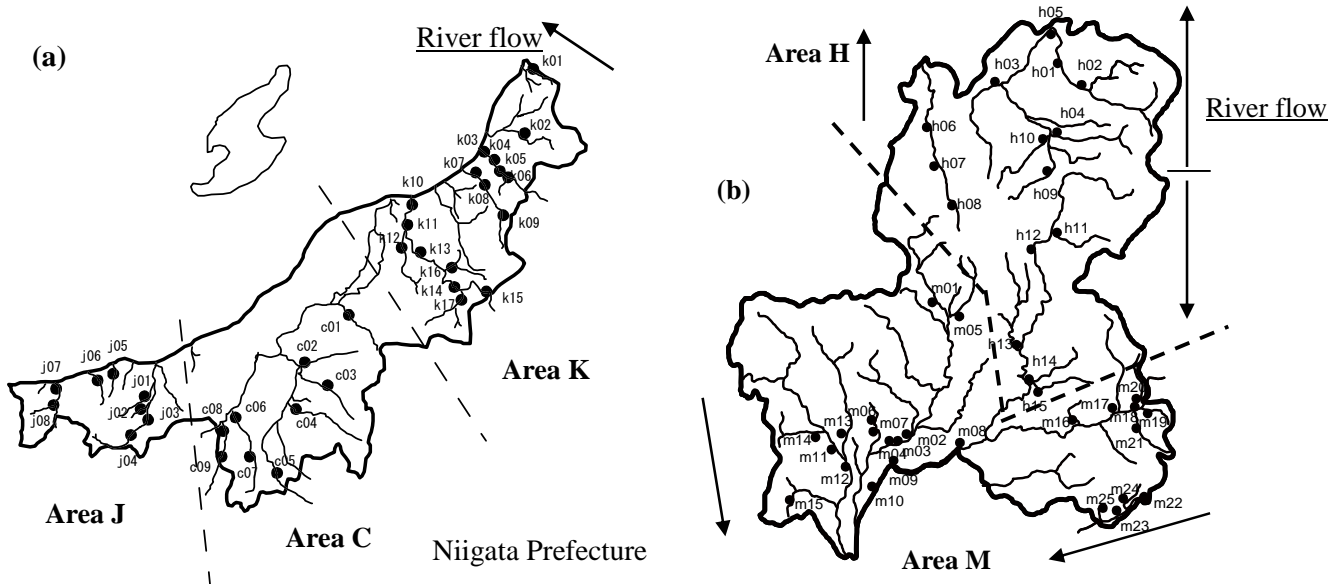 (a)
River flow
k01
k02
k03
k04
k05
k06
k07
k08
k09
k10
k11
k12
k13
k16
k14
k15
k17
c01
c02
c03
c04
c05
c06
c07
c08
c09
j07
j06
j05
j01
j08
j02
j03
j04
Area K
Area J
Area C
Niigata Prefecture
(b)
Area H
River flow
h05
h03
h01
h02
h06
h04
h10
h07
h09
h08
h11
h12
m01
m05
h13
h14
h15
m20
m17
m18
m19
m16
m21
m06
m07
m08
m13
m14
m02
m03
m11
m04
m12
m09
m10
m15
m24
m25
m22
m23
Area M